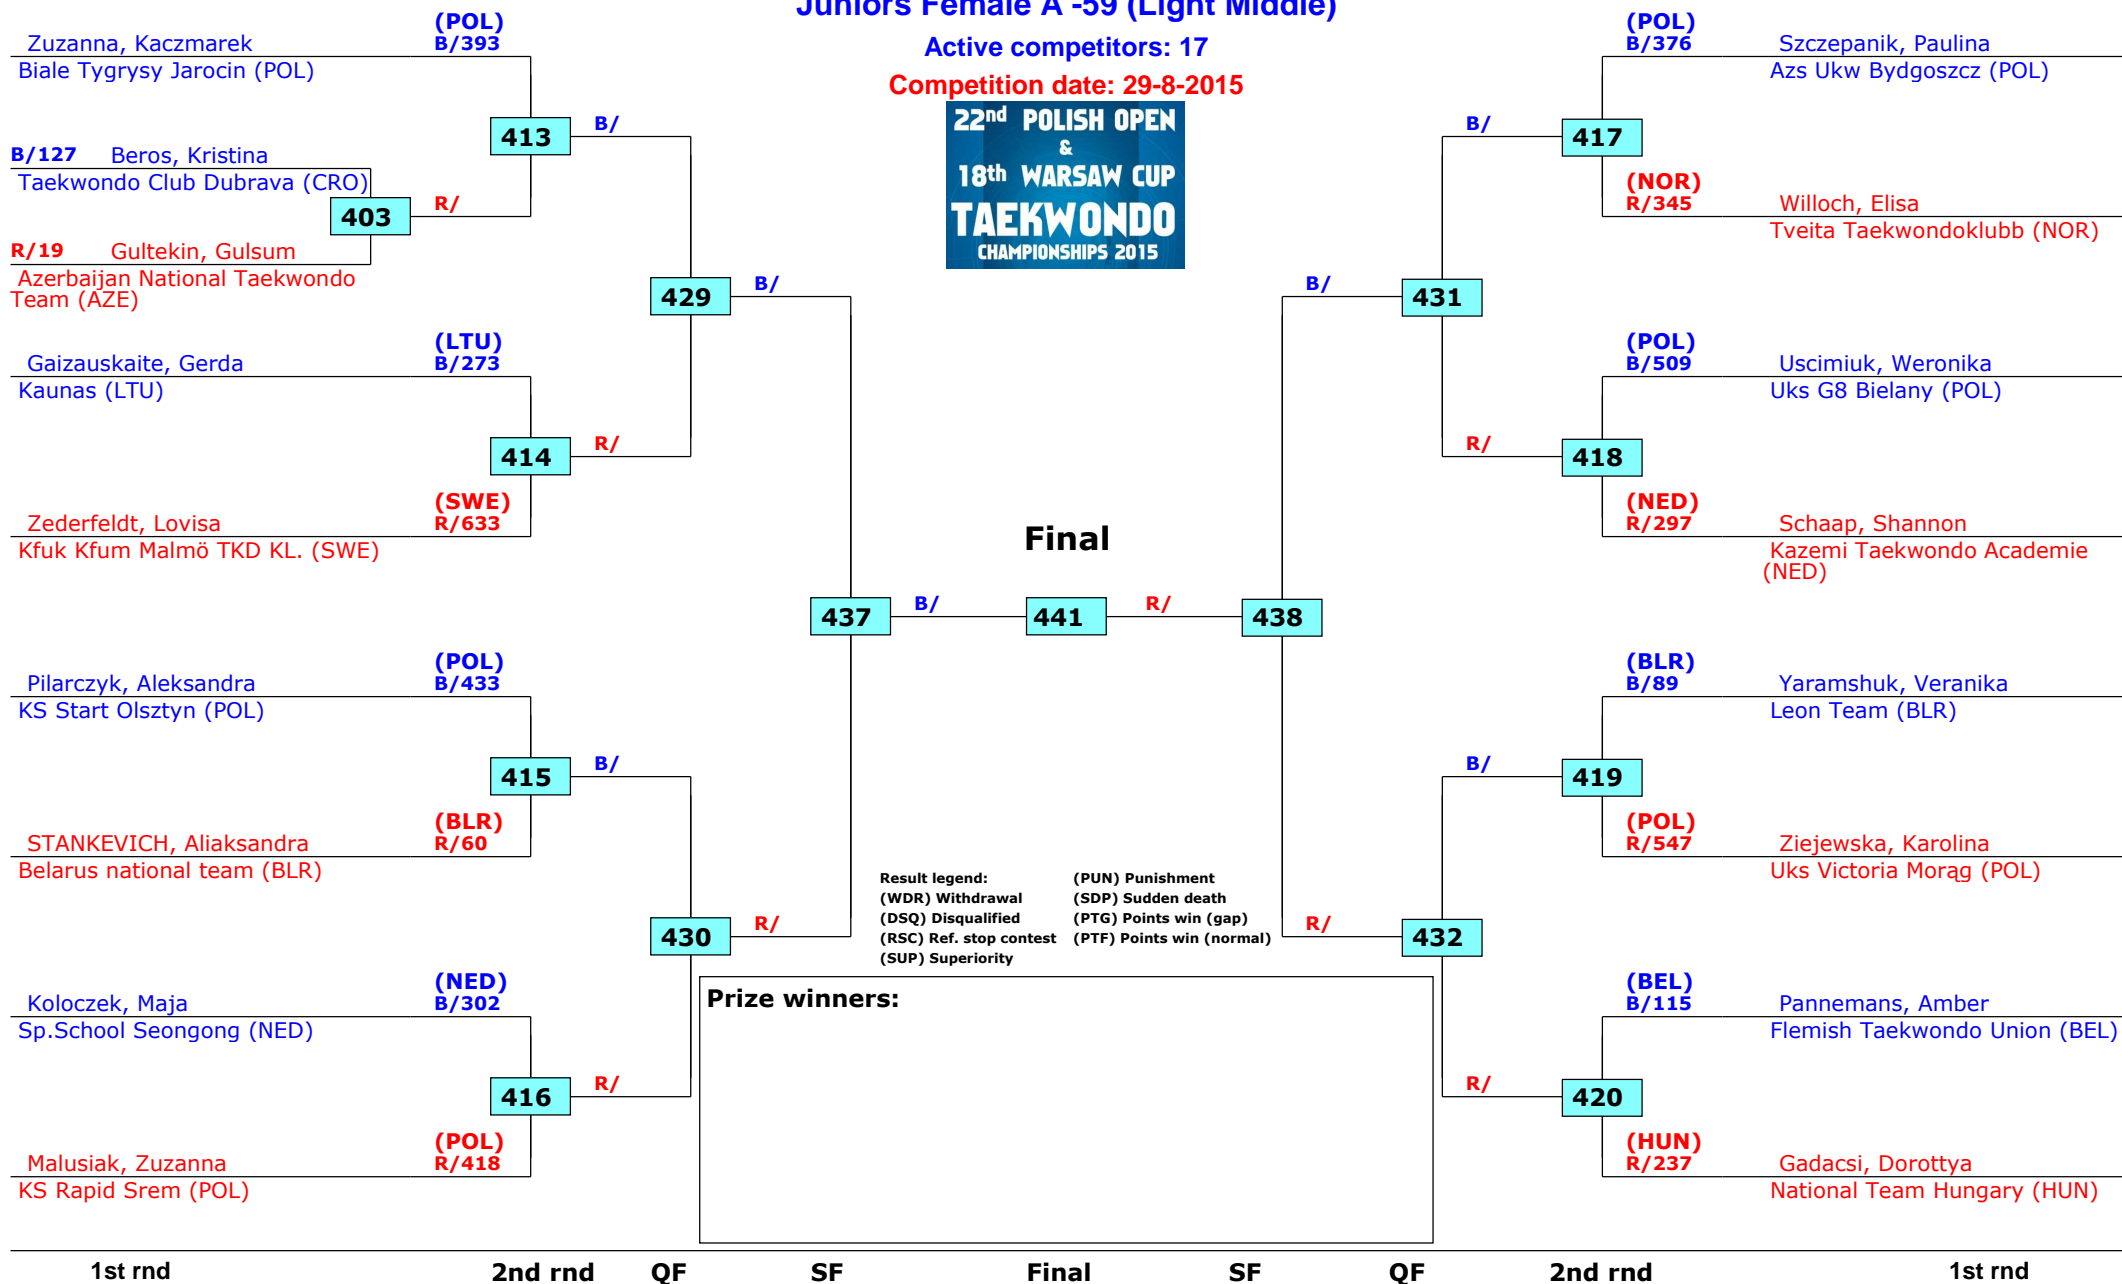 Juniors Female A -59 (Light Middle)
Active competitors: 17
Competition date: 29-8-2015
22nd POLISH OPEN
&
18th WARSAW CUP
TAEKWONDO
CHAMPIONSHIPS 2015
(POL)
Zuzanna, Kaczmarek B/393
Biale Tygrysy Jarocin (POL)
413 B/
B/127 Beros, Kristina
Taekwondo Club Dubrava (CRO)
403 R/
R/19 Gultekin, Gulsum
Azerbaijan National Taekwondo
Team (AZE)
429 B/
(LTU)
Gaizauskaite, Gerda B/273
Kaunas (LTU)
414 R/
(SWE)
Zederfeldt, Lovisa R/633
Kfuk Kfum Malmö TKD KL. (SWE)
437 B/
(POL)
Pilarczyk, Aleksandra B/433
KS Start Olsztyn (POL)
415 B/
(BLR)
STANKEVICH, Aliaksandra R/60
Belarus national team (BLR)
430 R/
(NED)
Koloczek, Maja B/302
Sp.School Seongong (NED)
416 R/
(POL)
Malusiak, Zuzanna R/418
KS Rapid Srem (POL)
Final
441
(POL)
B/376 Szczepanik, Paulina
Azs Ukw Bydgoszcz (POL)
B/ 417
(NOR)
R/345 Willoch, Elisa
Tveita Taekwondoklubb (NOR)
B/ 431
(POL)
B/509 Uscimiuk, Weronika
Uks G8 Bielany (POL)
R/ 418
(NED)
R/297 Schaap, Shannon
Kazemi Taekwondo Academie
(NED)
R/ 438
(BLR)
B/89 Yaramshuk, Veranika
Leon Team (BLR)
B/ 419
(POL)
R/547 Ziejewska, Karolina
Uks Victoria Morąg (POL)
R/ 432
(BEL)
B/115 Pannemans, Amber
Flemish Taekwondo Union (BEL)
R/ 420
(HUN)
R/237 Gadacsi, Dorottya
National Team Hungary (HUN)
Result legend: (PUN) Punishment
(WDR) Withdrawal (SDP) Sudden death
(DSQ) Disqualified (PTG) Points win (gap)
(RSC) Ref. stop contest (PTF) Points win (normal)
(SUP) Superiority
Prize winners:
1st rnd 2nd rnd QF SF Final SF QF 2nd rnd 1st rnd